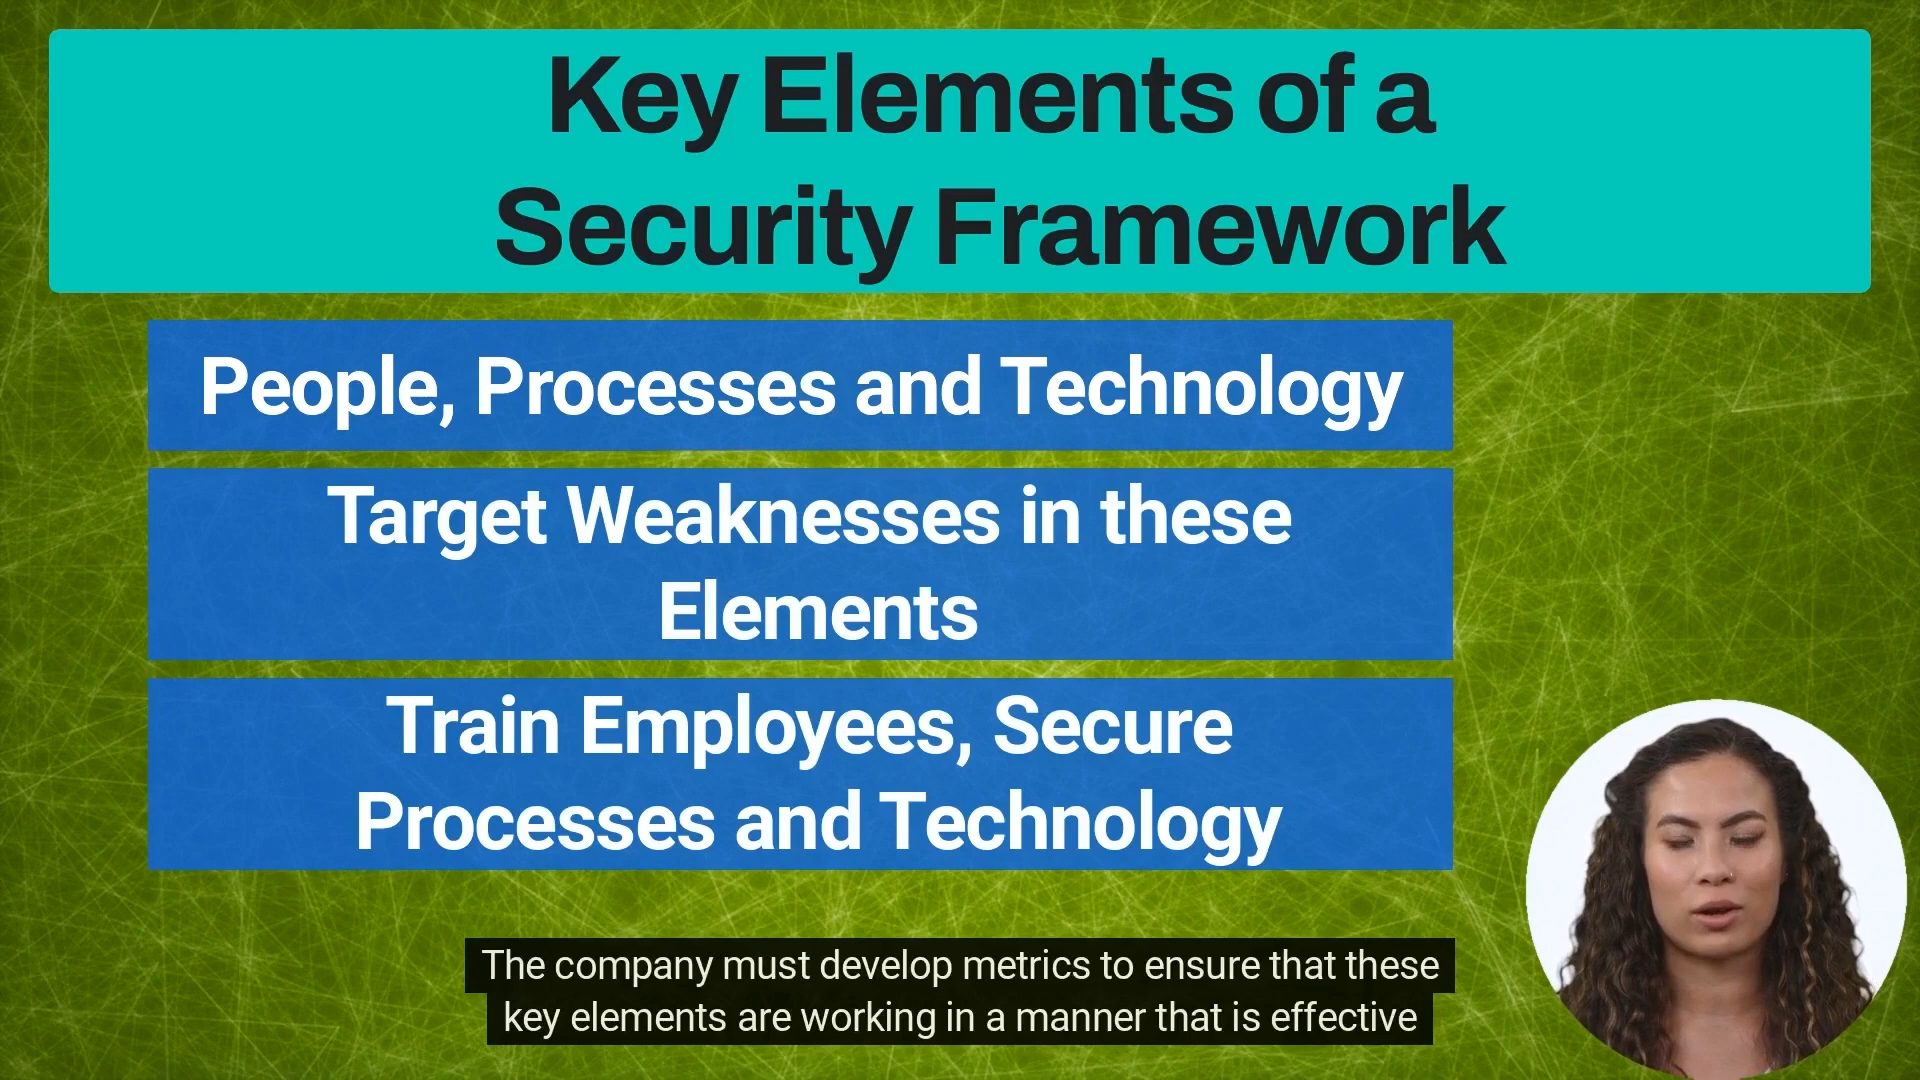 Key Elements of a
Security Framework
People, Processes and Technology
Target Weaknesses in these
Elements
Train Employees, Secure
Processes and Technology
The company must develop metrics to ensure that these
key elements are working in a manner that is effective